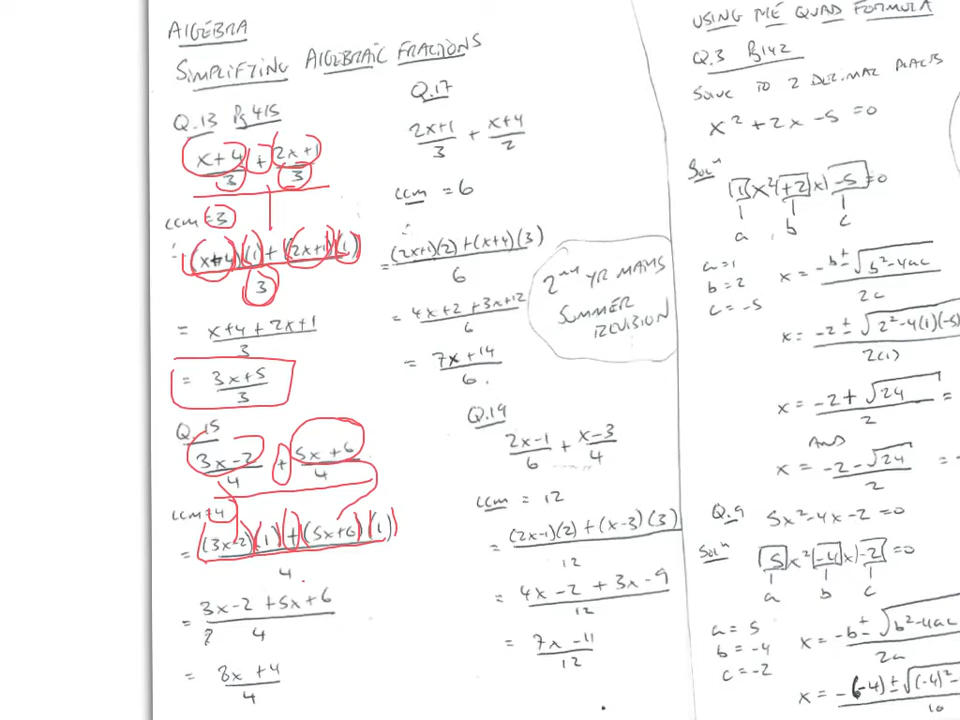 ALGEBRA
SIMPLIFYING ALGEBRAIC FRACTIONS
Q.13 Pg 415
x+4/3 + 2x+1/3
LCM = 3
∴ (x+4)(1) + (2x+1)(1) / 3
= x+4+2x+1 / 3
= 3x+5 / 3
Q.15
3x-2/4 + 5x+6/4
LCM = 4
= (3x-2)(1) + (5x+6)(1) / 4
= 3x-2+5x+6 / 4
= 8x+4 / 4
Q.17
2x+1/3 + x+4/2
LCM = 6
∴
= (2x+1)(2) + (x+4)(3) / 6
= 4x+2+3x+12 / 6
= 7x+14 / 6
Q.19
2x-1/6 + x-3/4
LCM = 12
= (2x-1)(2) + (x-3)(3) / 12
= 4x-2+3x-9 / 12
= 7x-11 / 12
2nd YR MATHS
SUMMER
REVISION
USING THE QUAD FORMULA
Q.3 Pg 142
SOLVE TO 2 DECIMAL PLACES
x²+2x-5=0
Soln
1x²+2x-5=0
a b c
a=1
b=2
c=-5
x = -b±√b²-4ac / 2a
x = -2±√2²-4(1)(-5) / 2(1)
x = -2+√24 / 2 =
AND
x = -2-√24 / 2 =
Q.9 5x²-4x-2=0
Soln
5x²-4x-2=0
a b c
a = 5
b = -4
c = -2
x = -b±√b²-4ac / 2a
x = -(-4)±√(-4)²- / 10